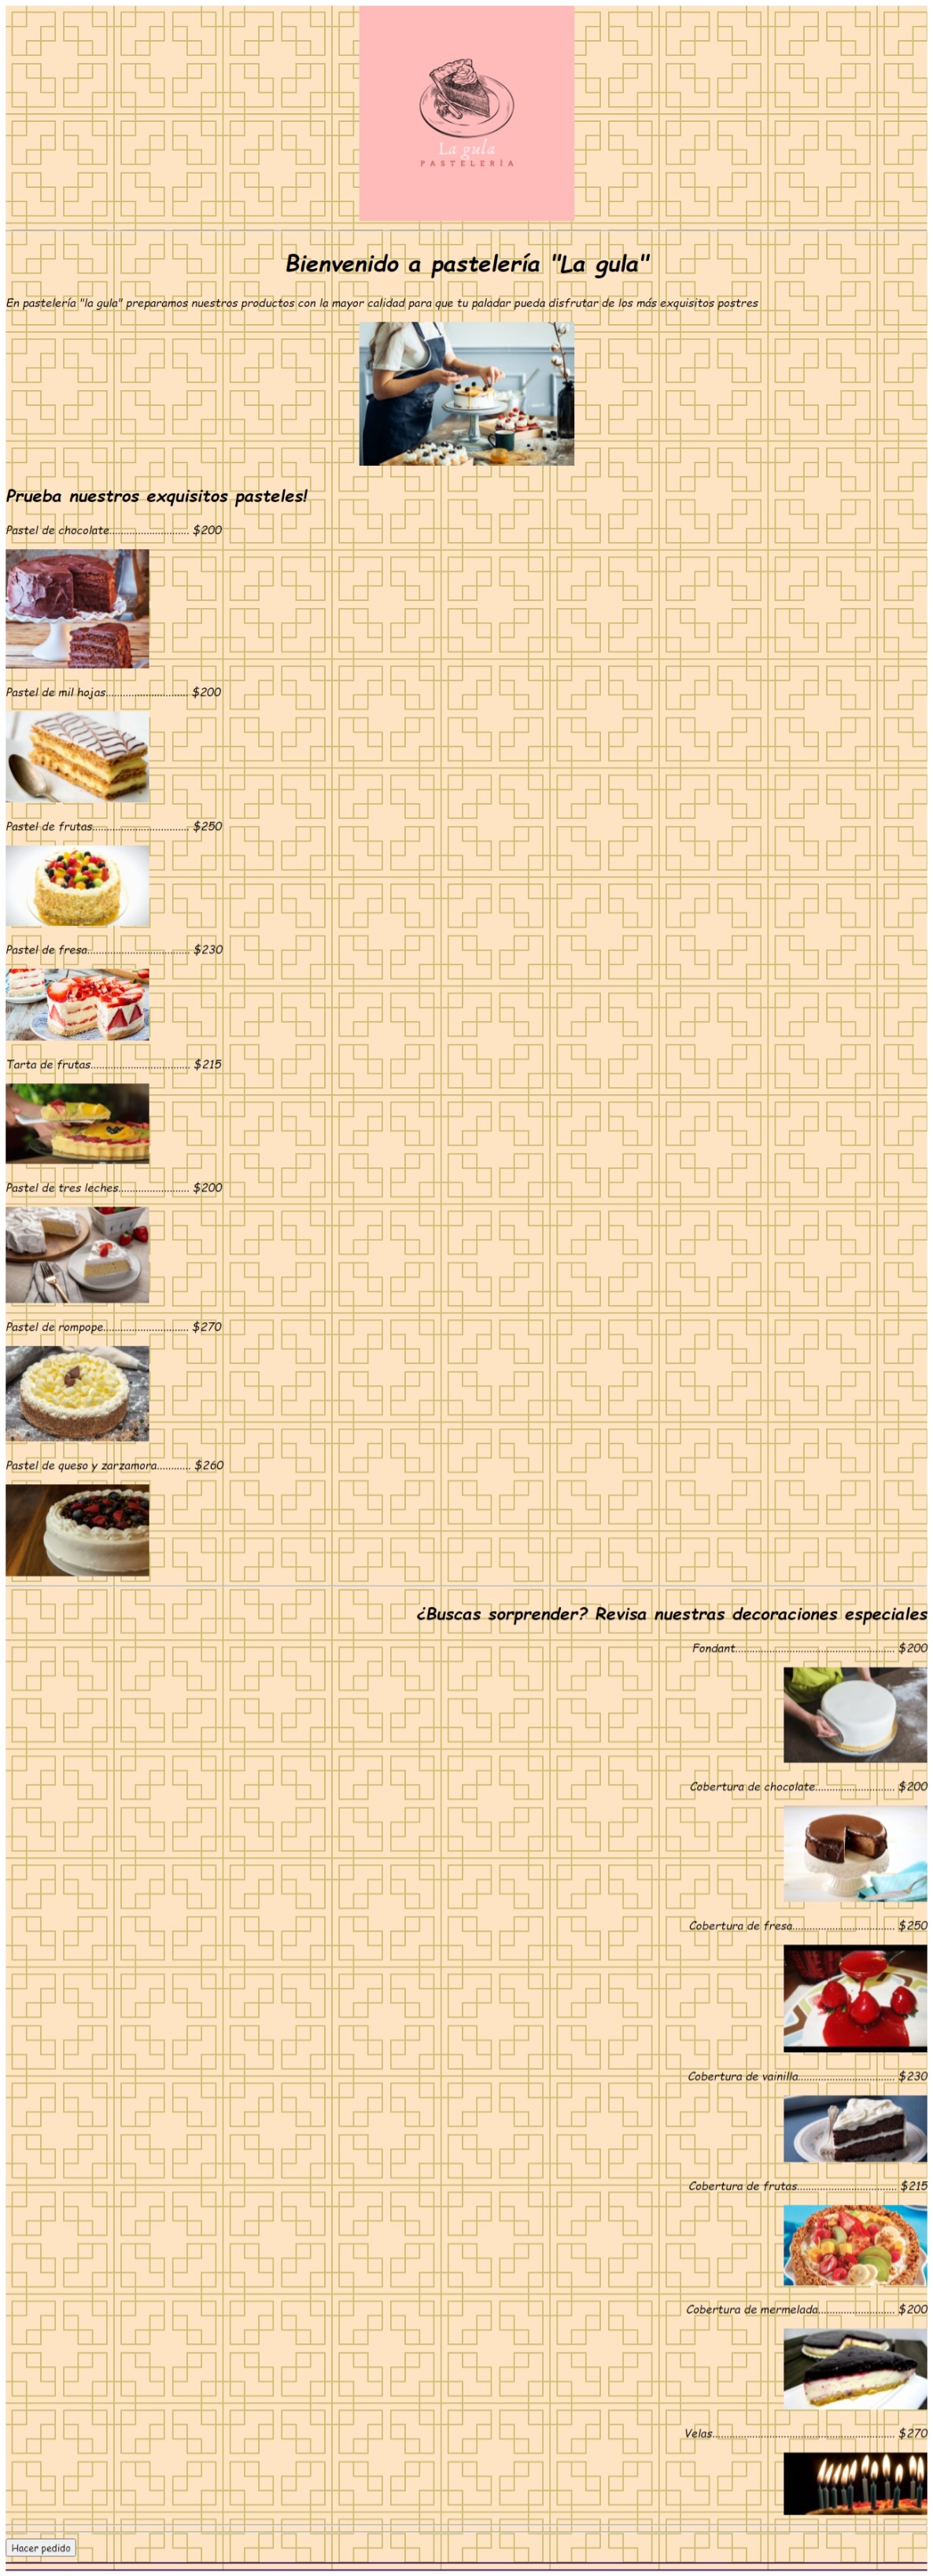 La gula
PASTELERÍA
Bienvenido a pastelería "La gula"
En pastelería "la gula" preparamos nuestros productos con la mayor calidad para que tu paladar pueda disfrutar de los más exquisitos postres
Prueba nuestros exquisitos pasteles!
Pastel de chocolate............................ $200
Pastel de mil hojas............................. $200
Pastel de frutas.................................. $250
Pastel de fresa.................................... $230
Tarta de frutas................................... $215
Pastel de tres leches......................... $200
Pastel de rompope.............................. $270
Pastel de queso y zarzamora............ $260
¿Buscas sorprender? Revisa nuestras decoraciones especiales
Fondant........................................................ $200
Cobertura de chocolate............................ $200
Cobertura de fresa.................................... $250
Cobertura de vainilla.................................. $230
Cobertura de frutas................................... $215
Cobertura de mermelada........................... $200
Velas................................................................ $270
Hacer pedido